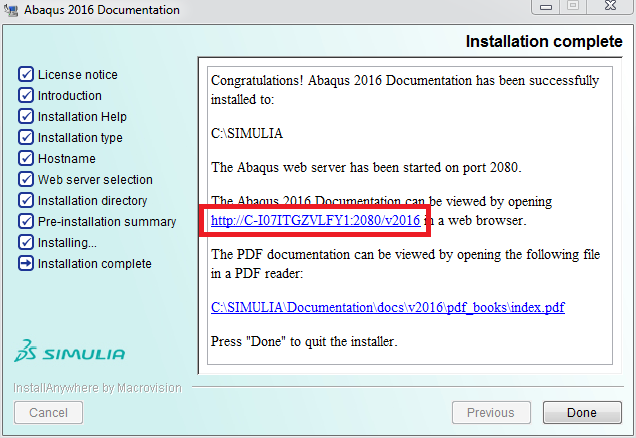 Abaqus 2016 Documentation
Installation complete
License notice
Introduction
Installation Help
Installation type
Hostname
Web server selection
Installation directory
Pre-installation summary
Installing...
Installation complete
Congratulations! Abaqus 2016 Documentation has been successfully
installed to:
C:\SIMULIA
The Abaqus web server has been started on port 2080.
The Abaqus 2016 Documentation can be viewed by opening
http://C-I07ITGZVLFY1:2080/v2016 in a web browser.
The PDF documentation can be viewed by opening the following file
in a PDF reader:
C:\SIMULIA\Documentation\docs\v2016\pdf_books\index.pdf
Press "Done" to quit the installer.
SIMULIA
InstallAnywhere by Macrovision
Cancel
Previous
Done